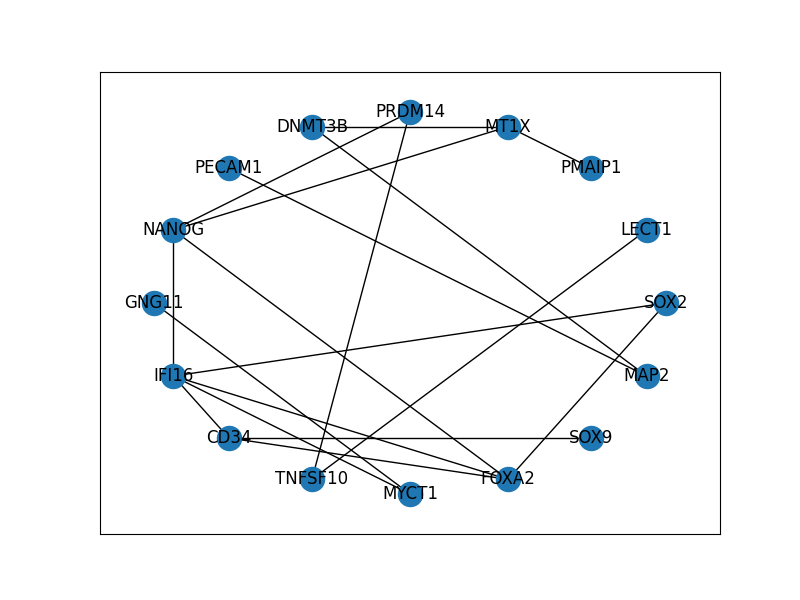 PRDM14
DNMT3B
MT1X
PECAM1
PMAIP1
NANOG
LECT1
GNG11
SOX2
IFI16
MAP2
CD34
SOX9
TNFSF10
FOXA2
MYCT1